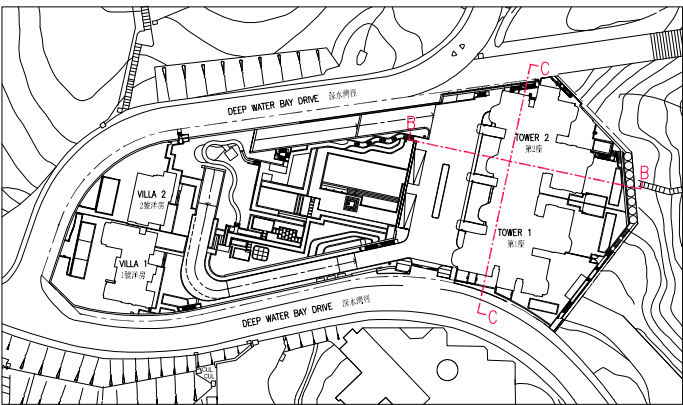 C
DEEP WATER BAY DRIVE 深水灣徑
B
TOWER 2
第2座
B
VILLA 2
2號洋房
TOWER 1
第1座
VILLA 1
1號洋房
C
DEEP WATER BAY DRIVE 深水灣徑
CUL
CUL